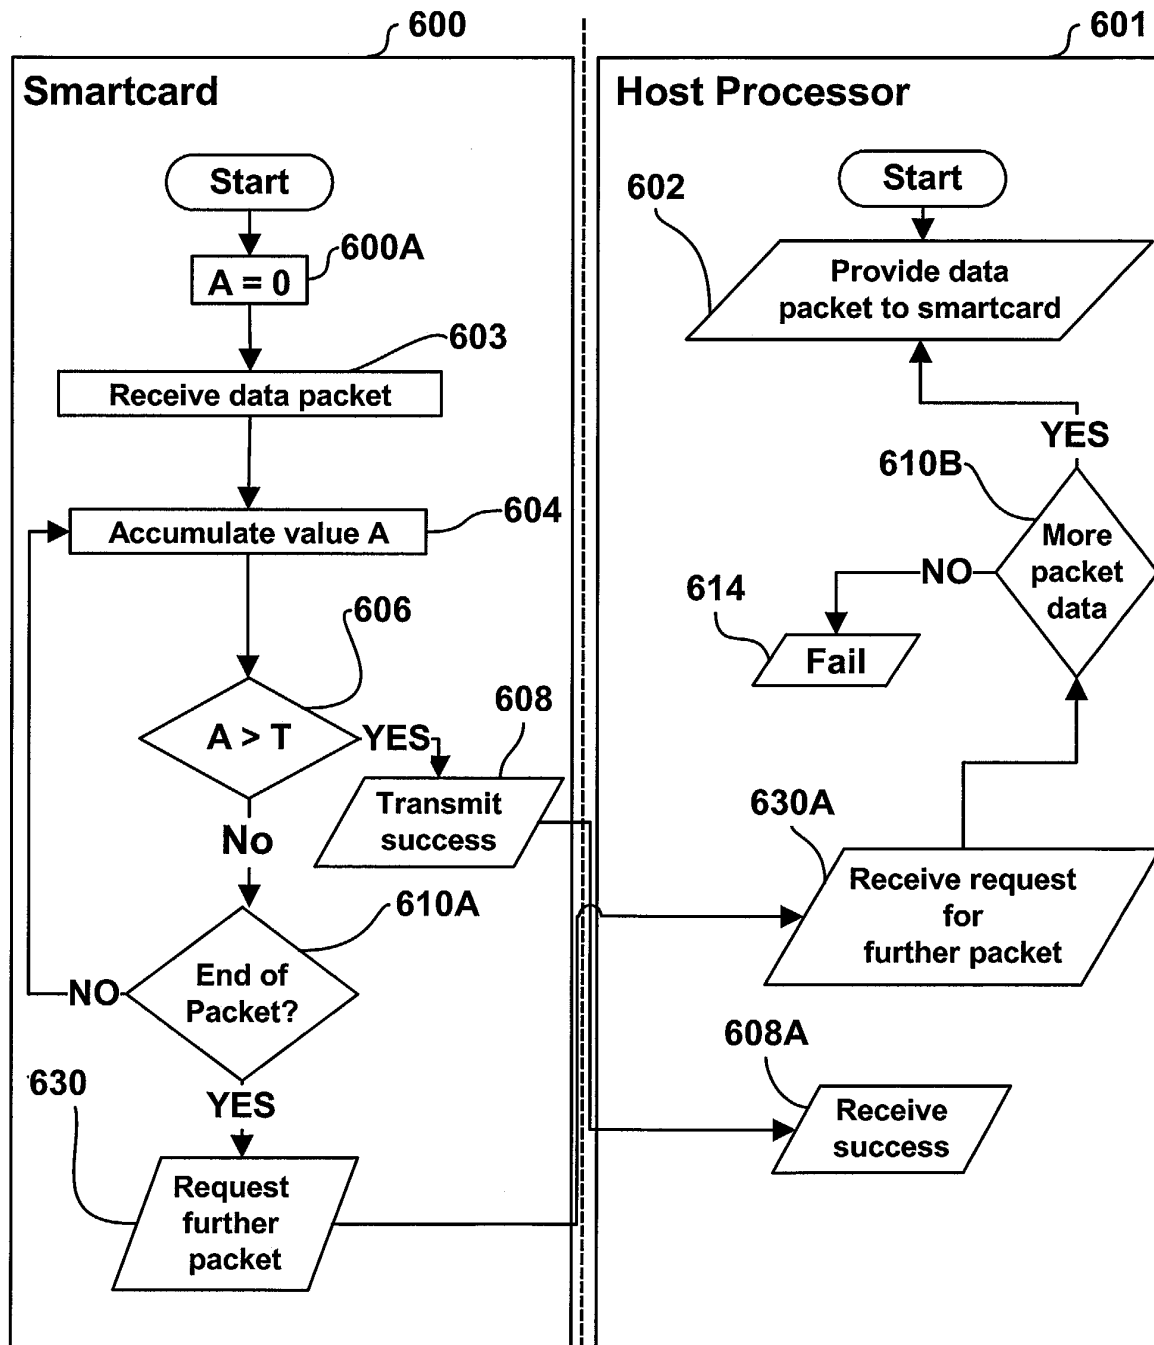 600
601
Smartcard
Host Processor
Start
600A
A = 0
603
Receive data packet
604
Accumulate value A
606
A > T
YES
608
Transmit
success
No
610A
End of
Packet?
NO
YES
630
Request
further
packet
602
Start
Provide data
packet to smartcard
YES
610B
More
packet
data
NO
614
Fail
630A
Receive request
for
further packet
608A
Receive
success